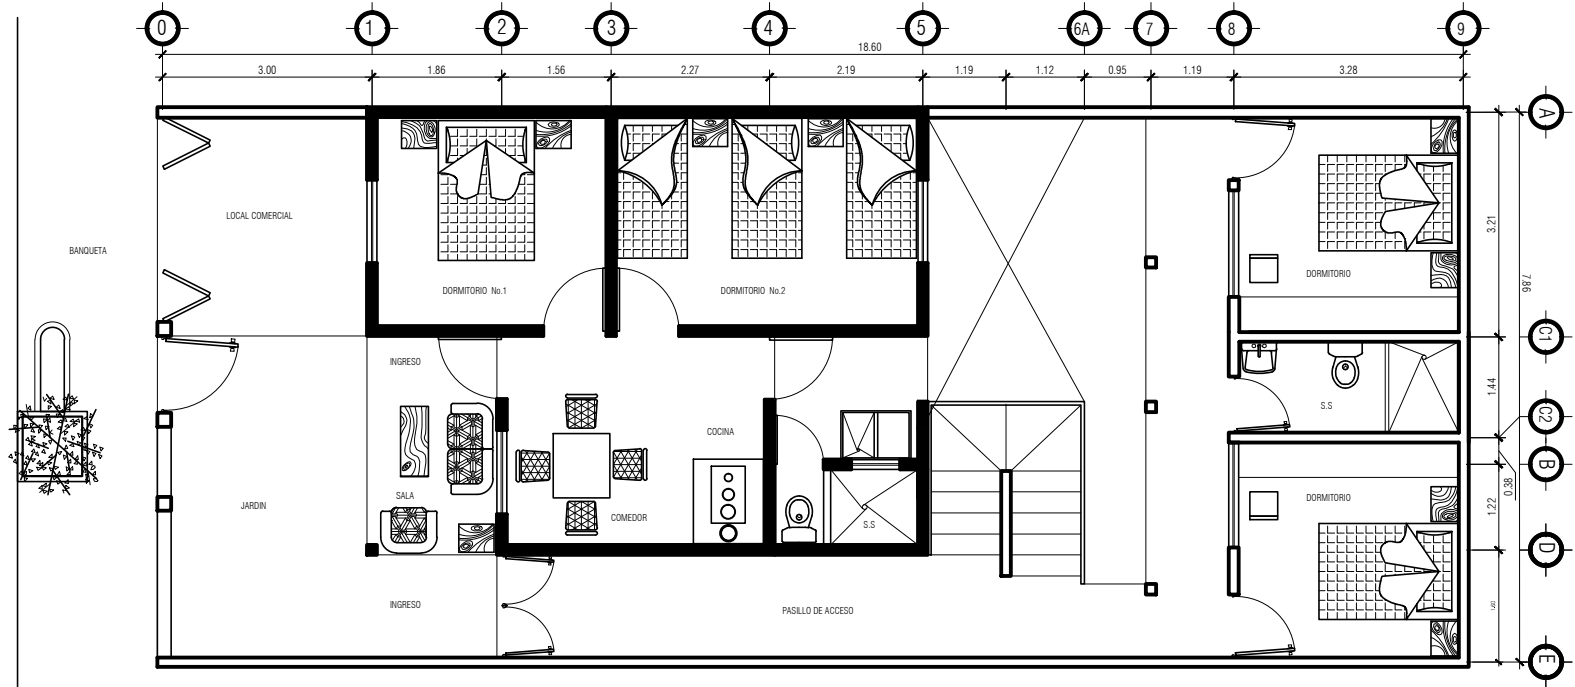 0 1 2 3 4 5 6A 7 8 9
18.60
3.00 1.86 1.56 2.27 2.19 1.19 1.12 0.95 1.19 3.28
A
LOCAL COMERCIAL
BANQUETA
3.21
DORMITORIO
7.86
DORMITORIO No.1
DORMITORIO No.2
C1
INGRESO
1.44
S.S
C2
COCINA
B
0.38
SALA
DORMITORIO
JARDIN
COMEDOR
S.S
1.22
D
INGRESO
PASILLO DE ACCESO
1.60
E